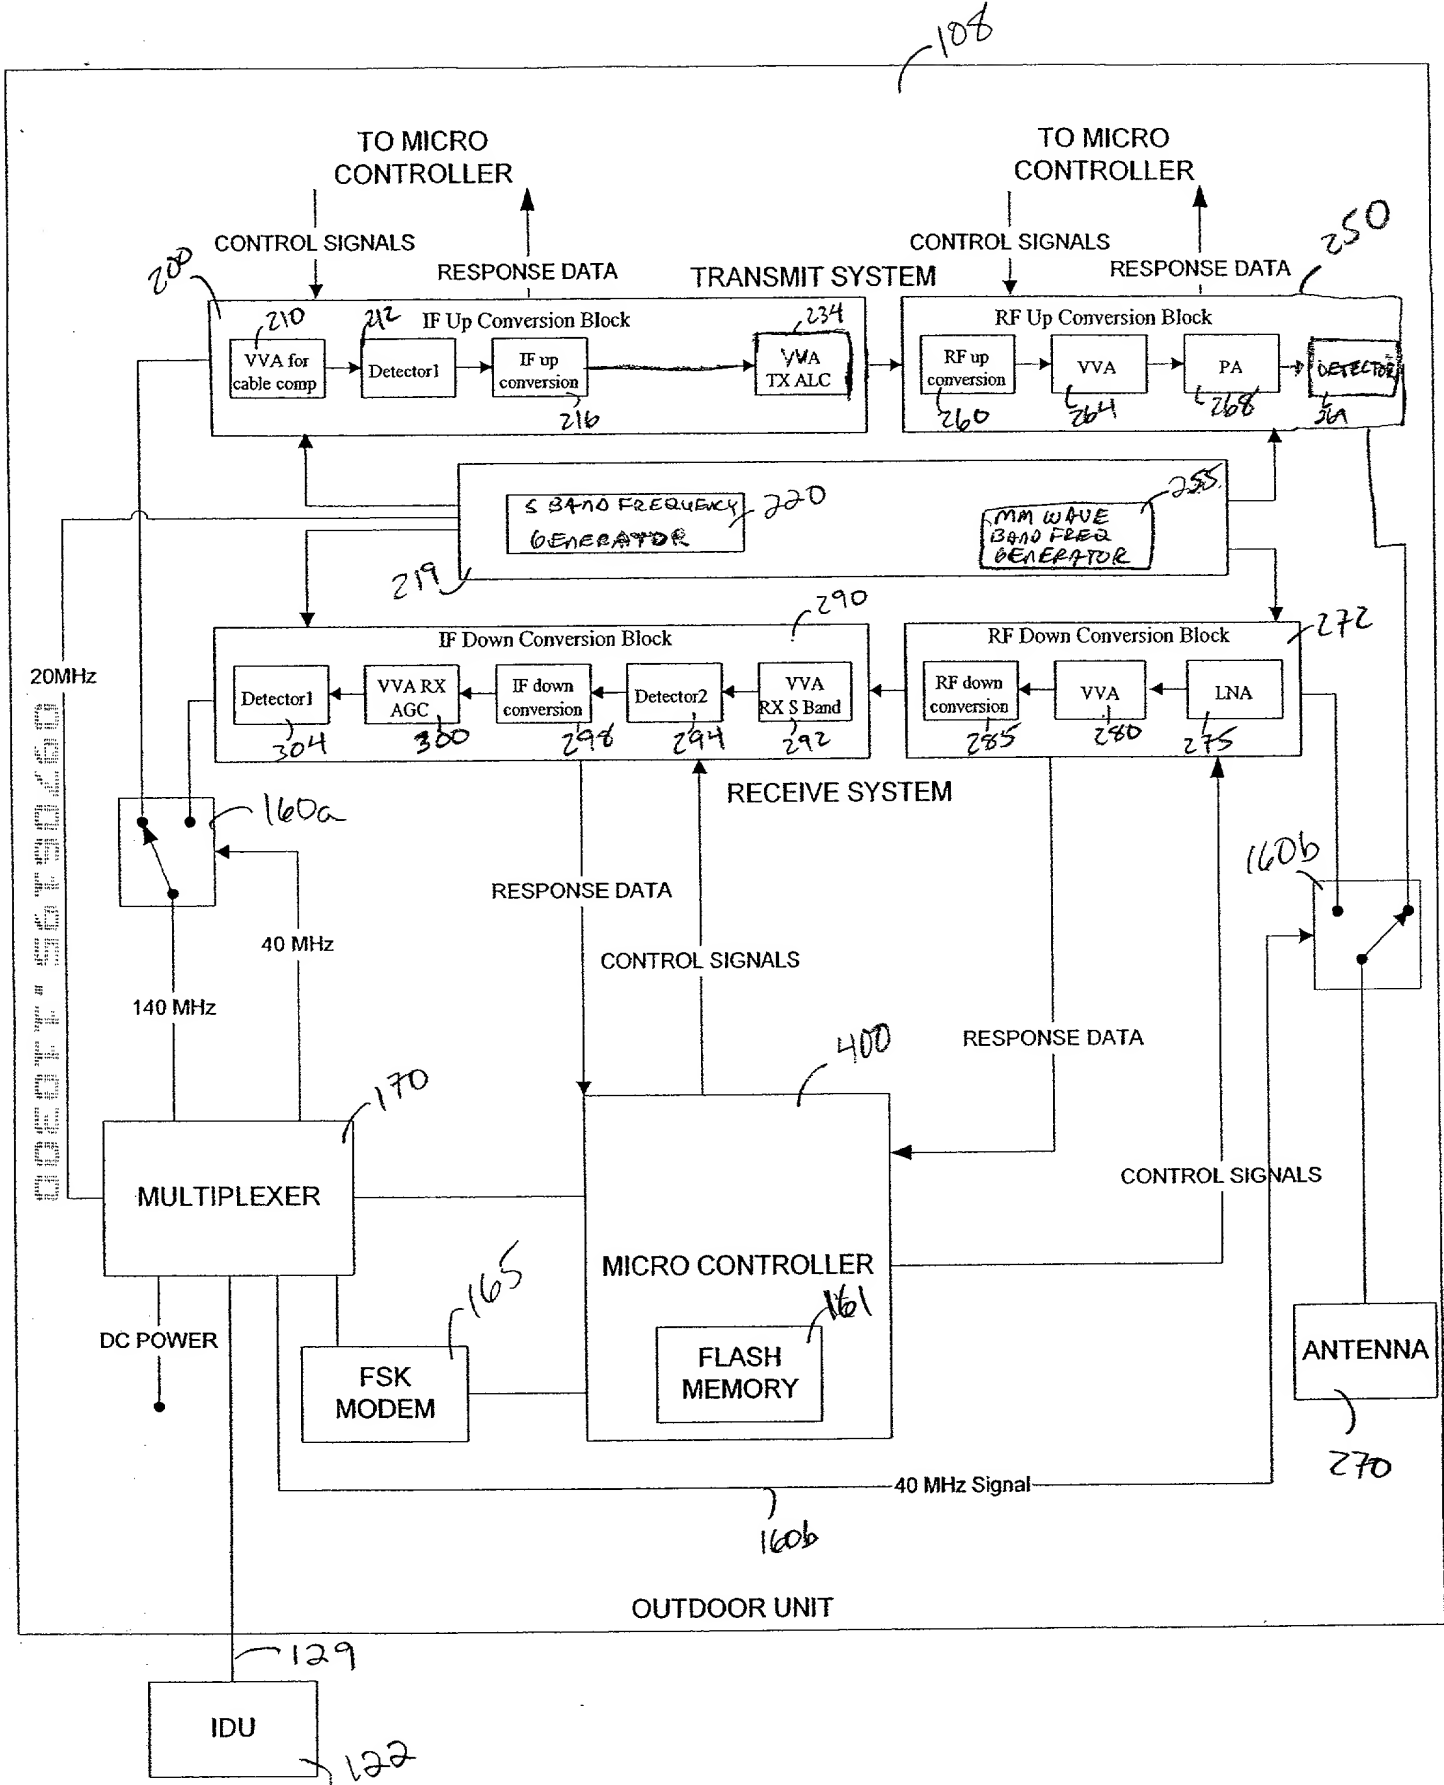 108
TO MICRO
CONTROLLER
TO MICRO
CONTROLLER
CONTROL SIGNALS
RESPONSE DATA
CONTROL SIGNALS
RESPONSE DATA
200
TRANSMIT SYSTEM
250
IF Up Conversion Block
RF Up Conversion Block
210
212
234
VVA for
cable comp
Detector1
IF up
conversion
VVA
TX ALC
RF up
conversion
VVA
PA
DETECTOR
216
260
264
268
S BAND FREQUENCY
GENERATOR
220
MM WAVE
BAND FREQ
GENERATOR
255
219
290
272
IF Down Conversion Block
RF Down Conversion Block
20MHz
Detector1
VVA RX
AGC
IF down
conversion
Detector2
VVA
RX S Band
RF down
conversion
VVA
LNA
304
300
298
294
292
285
280
275
RECEIVE SYSTEM
160a
160b
RESPONSE DATA
40 MHz
CONTROL SIGNALS
140 MHz
RESPONSE DATA
400
170
MULTIPLEXER
CONTROL SIGNALS
MICRO CONTROLLER
165
161
DC POWER
FSK
MODEM
FLASH
MEMORY
ANTENNA
270
40 MHz Signal
160b
OUTDOOR UNIT
129
IDU
122